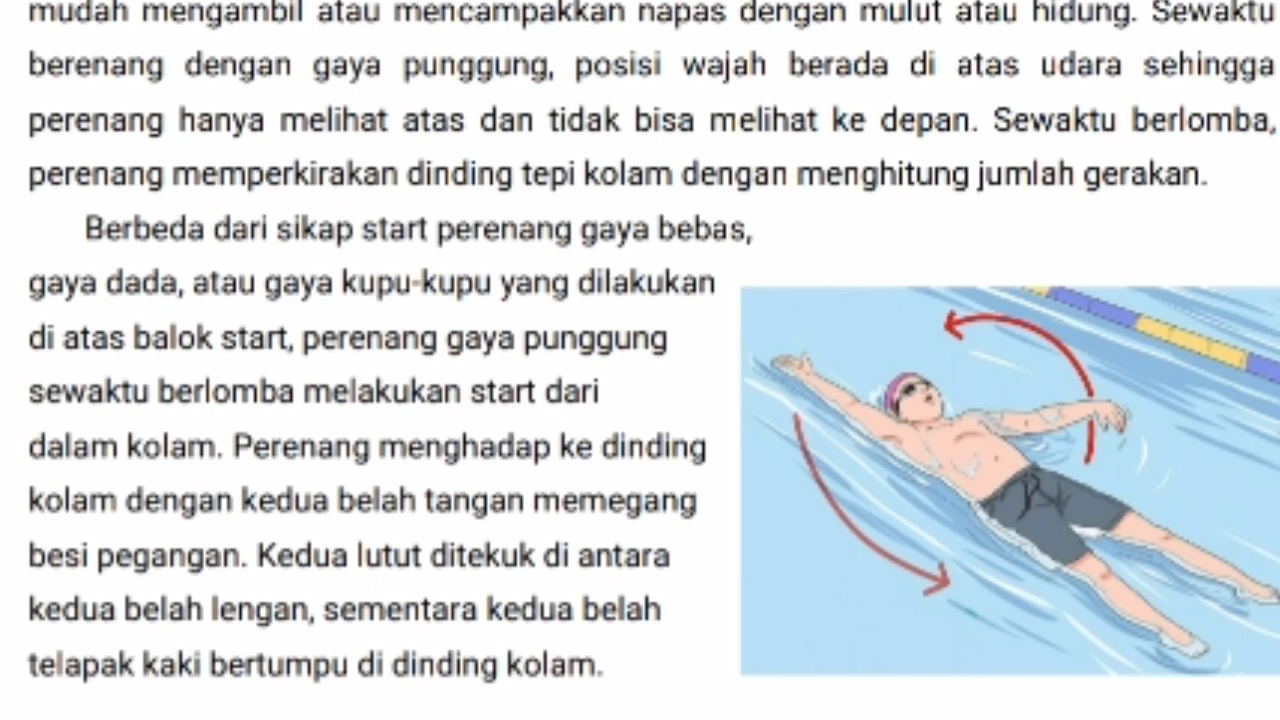 mudah mengambil atau mencampakkan napas dengan mulut atau hidung. Sewaktu
berenang dengan gaya punggung, posisi wajah berada di atas udara sehingga
perenang hanya melihat atas dan tidak bisa melihat ke depan. Sewaktu berlomba,
perenang memperkirakan dinding tepi kolam dengan menghitung jumlah gerakan.
Berbeda dari sikap start perenang gaya bebas,
gaya dada, atau gaya kupu-kupu yang dilakukan
di atas balok start, perenang gaya punggung
sewaktu berlomba melakukan start dari
dalam kolam. Perenang menghadap ke dinding
kolam dengan kedua belah tangan memegang
besi pegangan. Kedua lutut ditekuk di antara
kedua belah lengan, sementara kedua belah
telapak kaki bertumpu di dinding kolam.